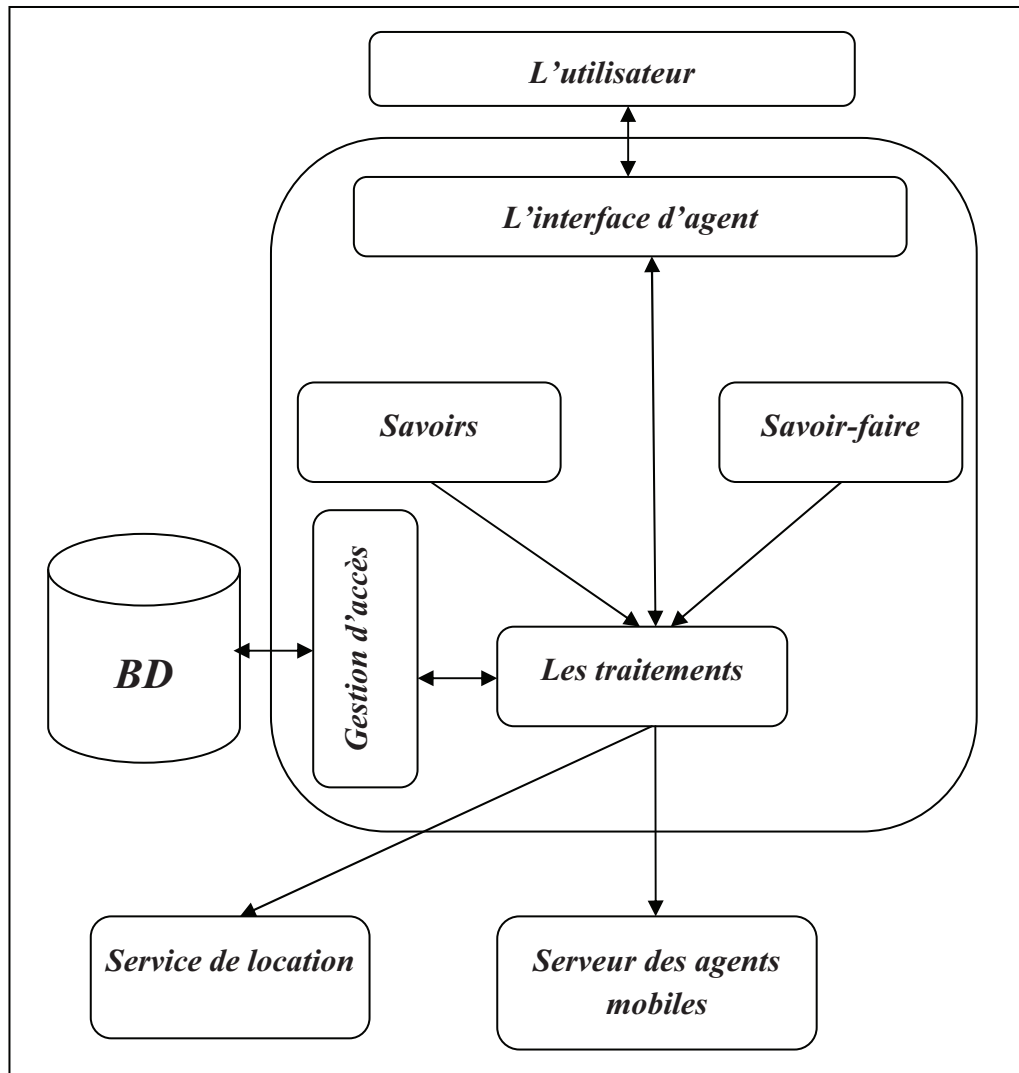 L’utilisateur
L’interface d’agent
Savoirs
Savoir-faire
Gestion d’accès
BD
Les traitements
Service de location
Serveur des agents
mobiles